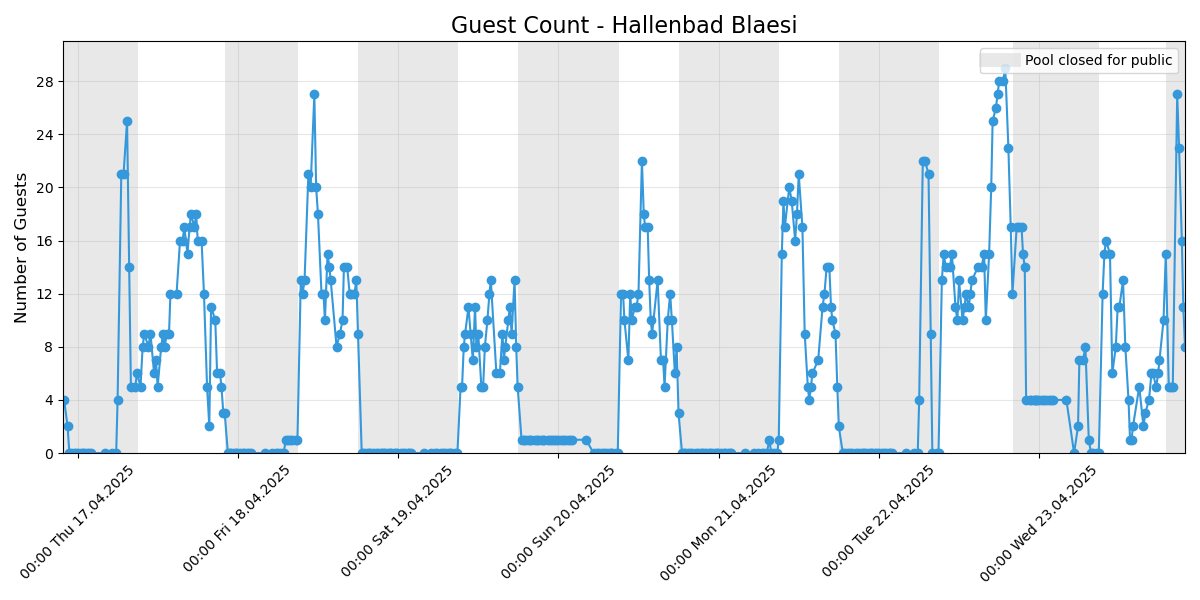 Guest Count - Hallenbad Blaesi
Pool closed for public
Number of Guests
28
24
20
16
12
8
4
0
00:00 Thu 17.04.2025
00:00 Fri 18.04.2025
00:00 Sat 19.04.2025
00:00 Sun 20.04.2025
00:00 Mon 21.04.2025
00:00 Tue 22.04.2025
00:00 Wed 23.04.2025